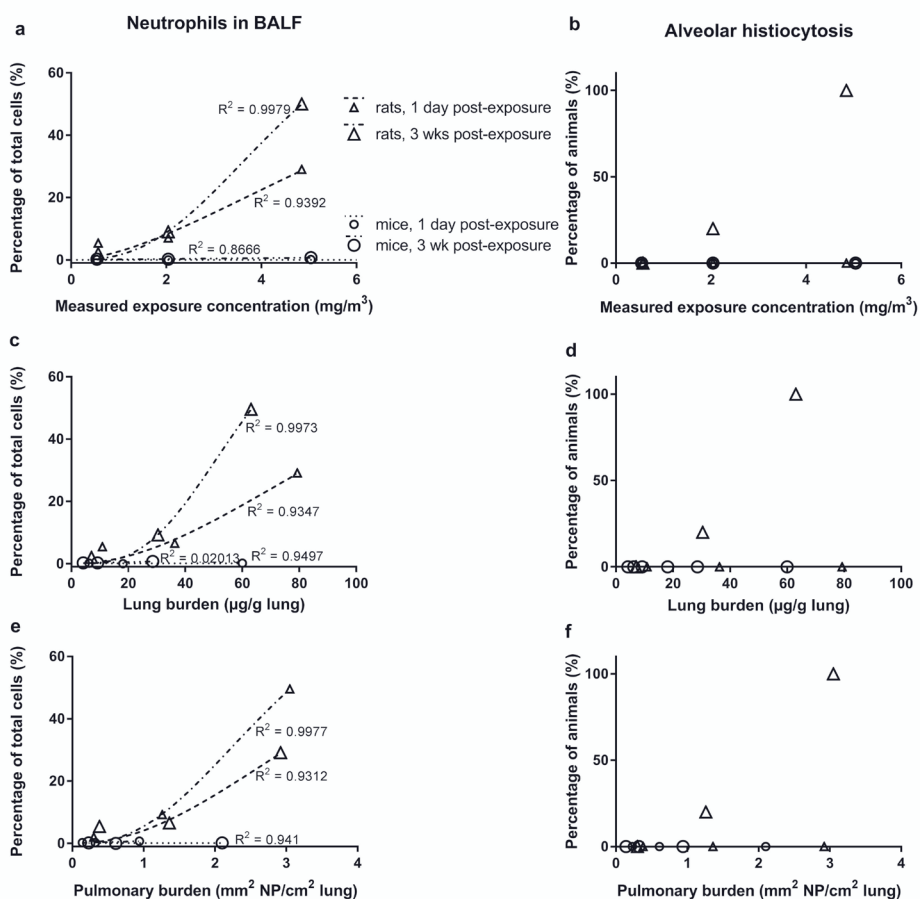 a
Neutrophils in BALF
Percentage of total cells (%)
60
40
20
0
0
2
4
6
R² = 0.9979
R² = 0.9392
R² = 0.8666
Measured exposure concentration (mg/m³)
rats, 1 day post-exposure
rats, 3 wks post-exposure
mice, 1 day post-exposure
mice, 3 wk post-exposure
b
Alveolar histiocytosis
Percentage of animals (%)
100
50
0
0
2
4
6
Measured exposure concentration (mg/m³)
c
Percentage of total cells (%)
60
40
20
0
0
20
40
60
80
100
R² = 0.9973
R² = 0.9347
R² = 0.02013
R² = 0.9497
Lung burden (µg/g lung)
d
Percentage of animals (%)
100
50
0
0
20
40
60
80
100
Lung burden (µg/g lung)
e
Percentage of total cells (%)
60
40
20
0
0
1
2
3
4
R² = 0.9977
R² = 0.9312
R² = 0.941
Pulmonary burden (mm² NP/cm² lung)
f
Percentage of animals (%)
100
50
0
0
1
2
3
4
Pulmonary burden (mm² NP/cm² lung)